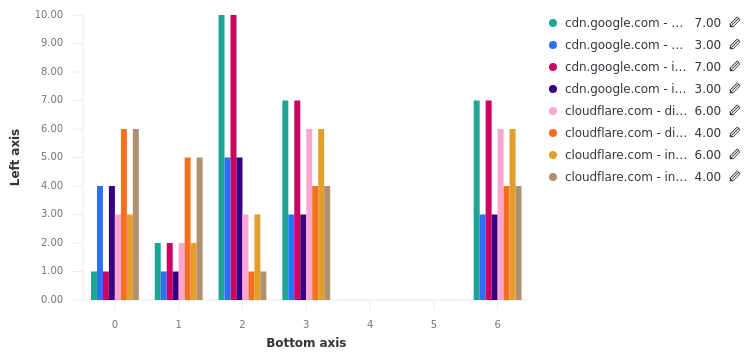 10.00
9.00
8.00
7.00
6.00
5.00
4.00
3.00
2.00
1.00
0.00
Left axis
0 1 2 3 4 5 6
Bottom axis
cdn.google.com - ... 7.00
cdn.google.com - ... 3.00
cdn.google.com - i... 7.00
cdn.google.com - i... 3.00
cloudflare.com - di... 6.00
cloudflare.com - di... 4.00
cloudflare.com - in... 6.00
cloudflare.com - in... 4.00